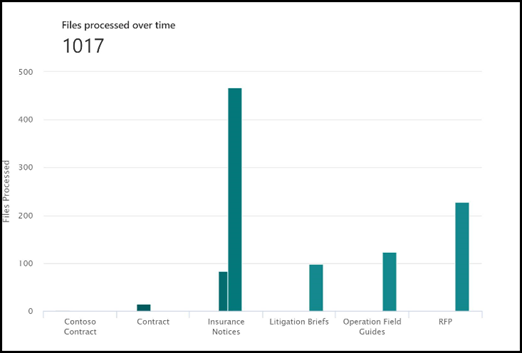 Files processed over time
1017
Files Processed
500
400
300
200
100
0
Contoso
Contract
Contract
Insurance
Notices
Litigation Briefs
Operation Field
Guides
RFP